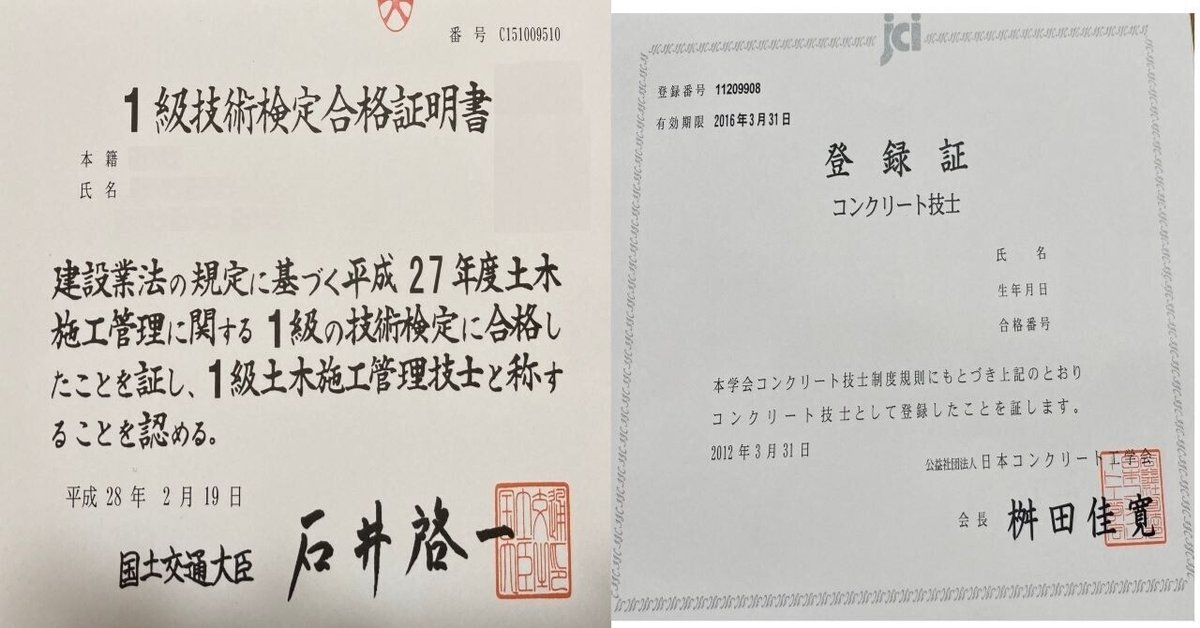 番号 C151009510
1級技術検定合格証明書
本籍
氏名
建設業法の規定に基づく平成27年度土木
施工管理に関する1級の技術検定に合格し
たことを証し、1級土木施工管理技士と称す
ることを認める。
平成28年 2月19日
国土交通大臣 石井啓一
jci
登録番号 11209908
有効期限 2016年3月31日
登録証
コンクリート技士
氏名
生年月日
合格番号
本学会コンクリート技士制度規則にもとづき上記のとおり
コンクリート技士として登録したことを証します。
2012年3月31日
公益社団法人 日本コンクリート工学会
会長 桝田佳寛